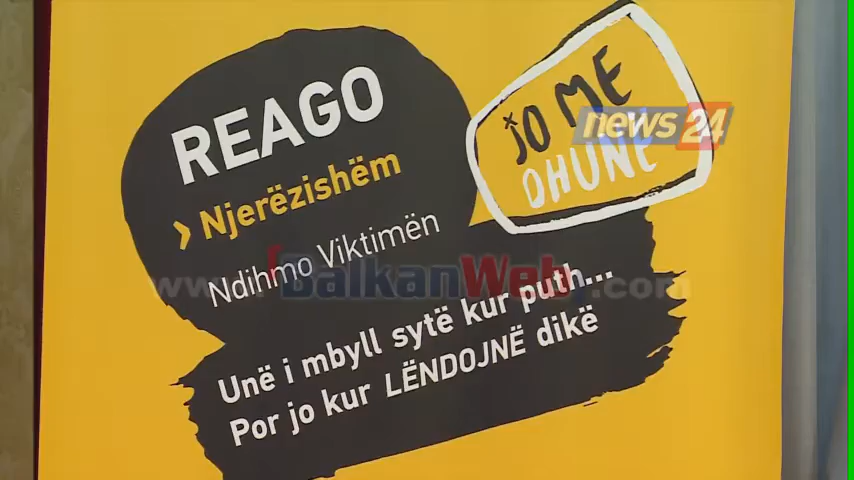 REAGO
› Njerëzishëm
Ndihmo Viktimën
JO ME
DHUNË
news24
www.BalkanWeb.com
Unë i mbyll sytë kur puth...
Por jo kur LËNDOJNË dikë